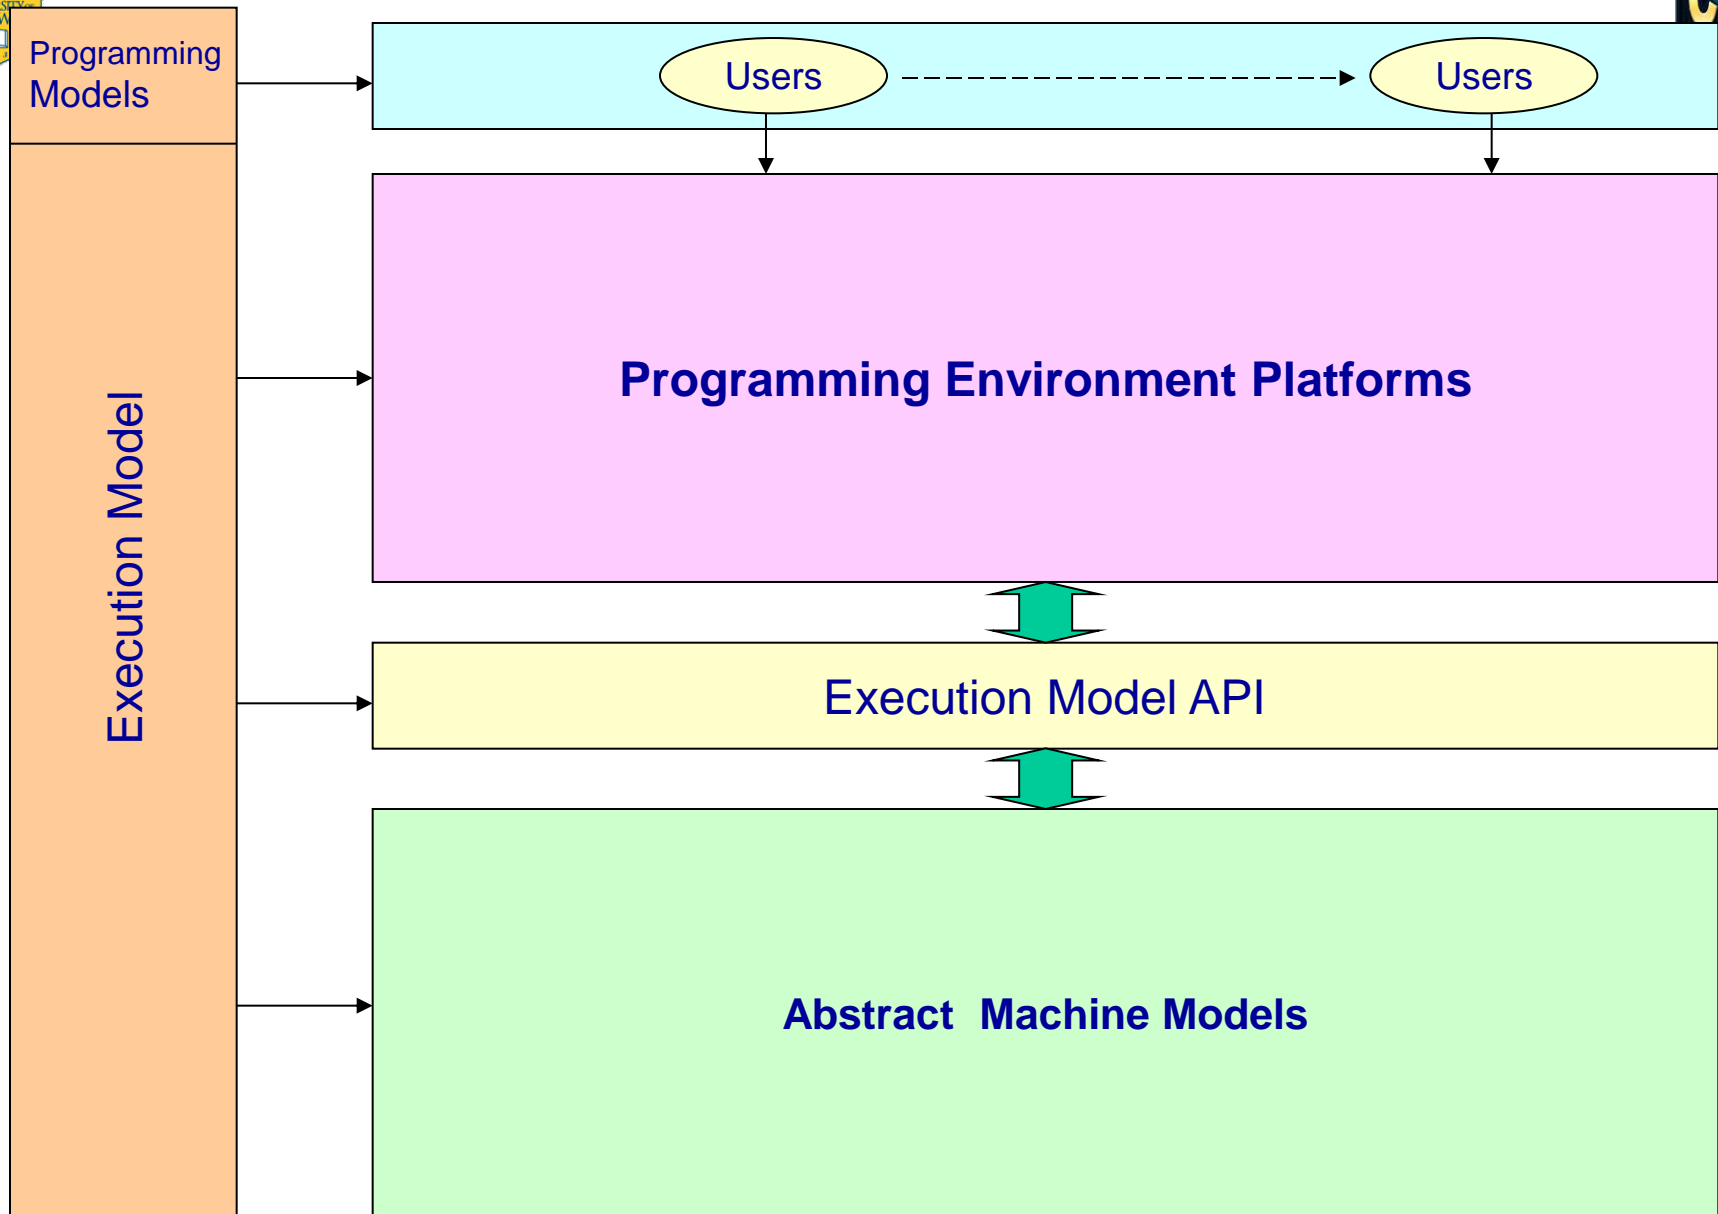 Programming
Models
Users
Users
Programming Environment Platforms
Execution Model
Execution Model API
Abstract  Machine Models